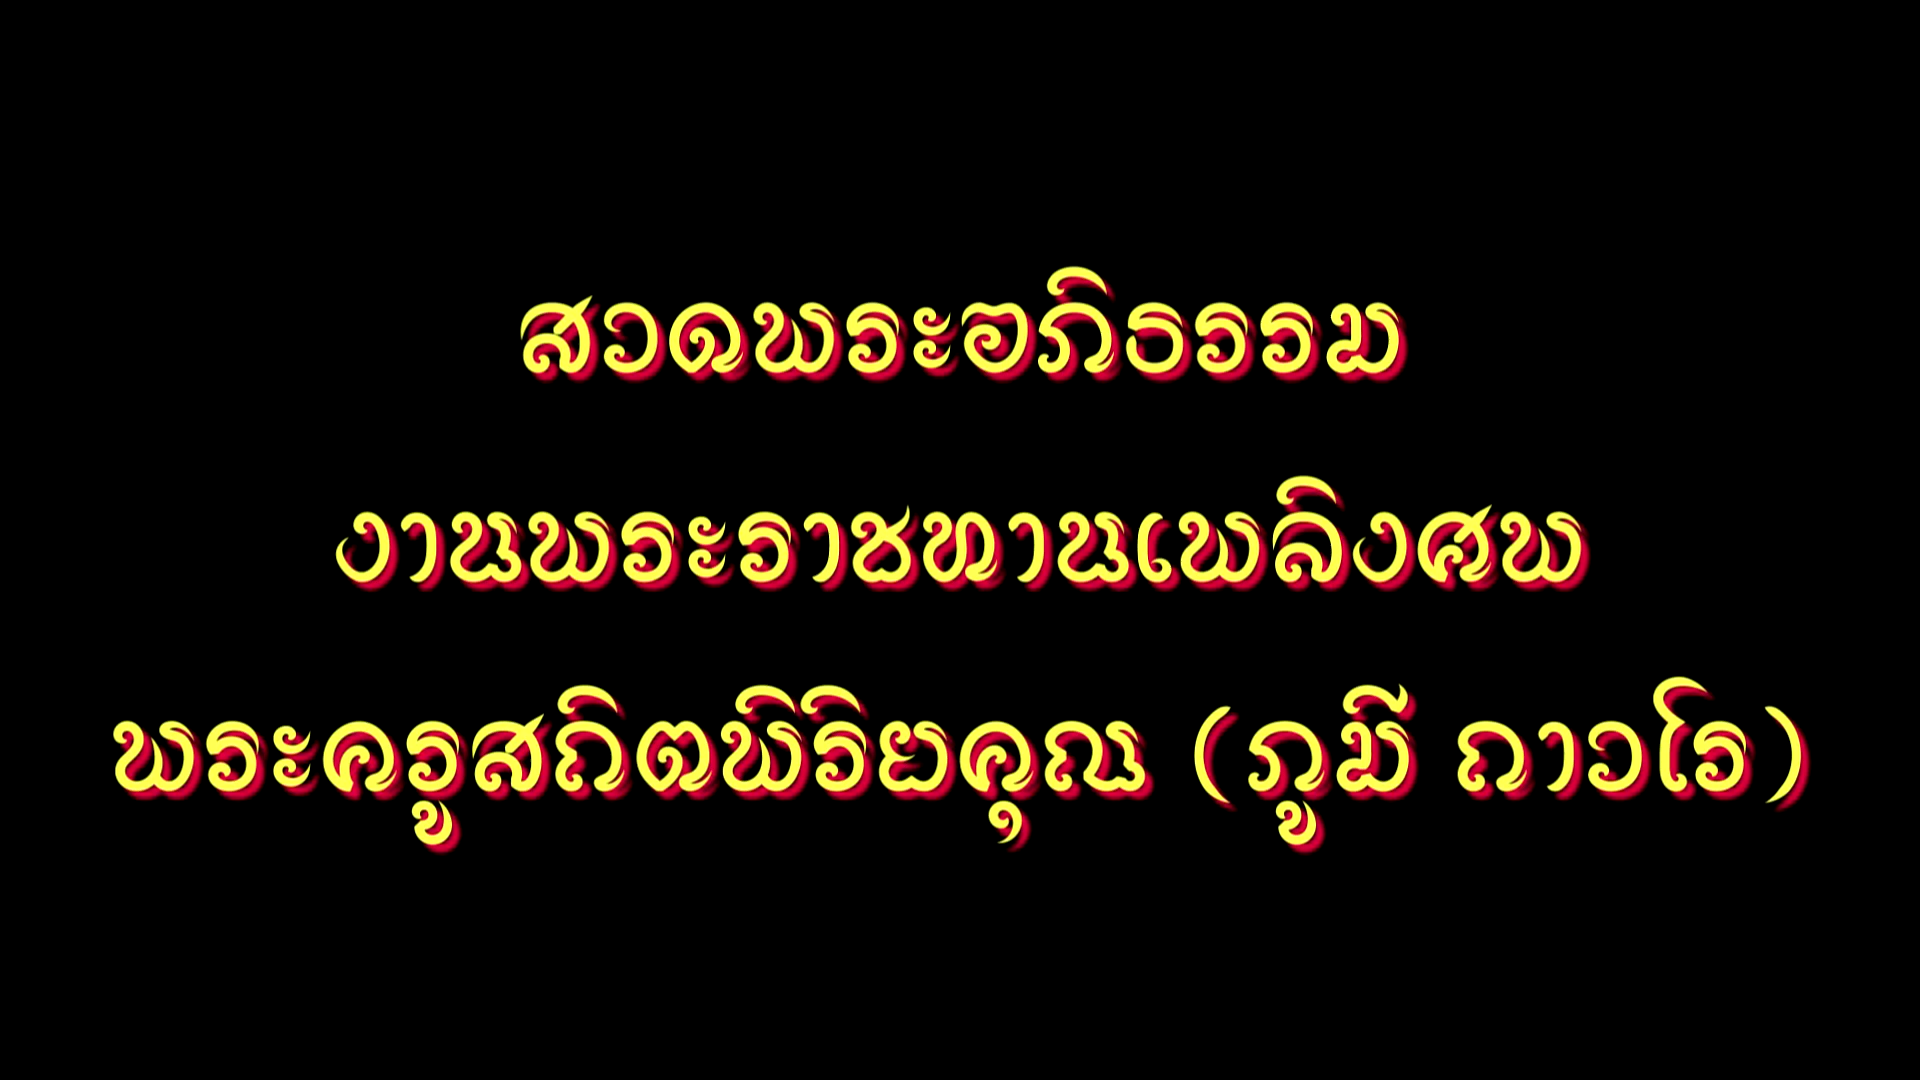 สวดพระอภิธรรม
งานพระราชทานเพลิงศพ
พระครูสถิตพิริยคุณ (ภูมี ถาวโร)